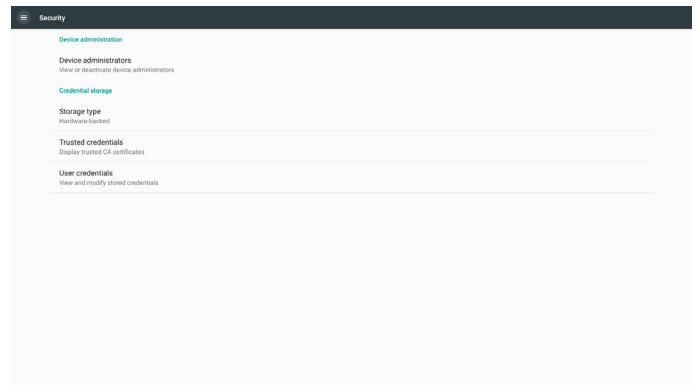 Security
Device administration
Device administrators
View or deactivate device administrators
Credential storage
Storage type
Hardware-backed
Trusted credentials
Display trusted CA certificates
User credentials
View and modify stored credentials